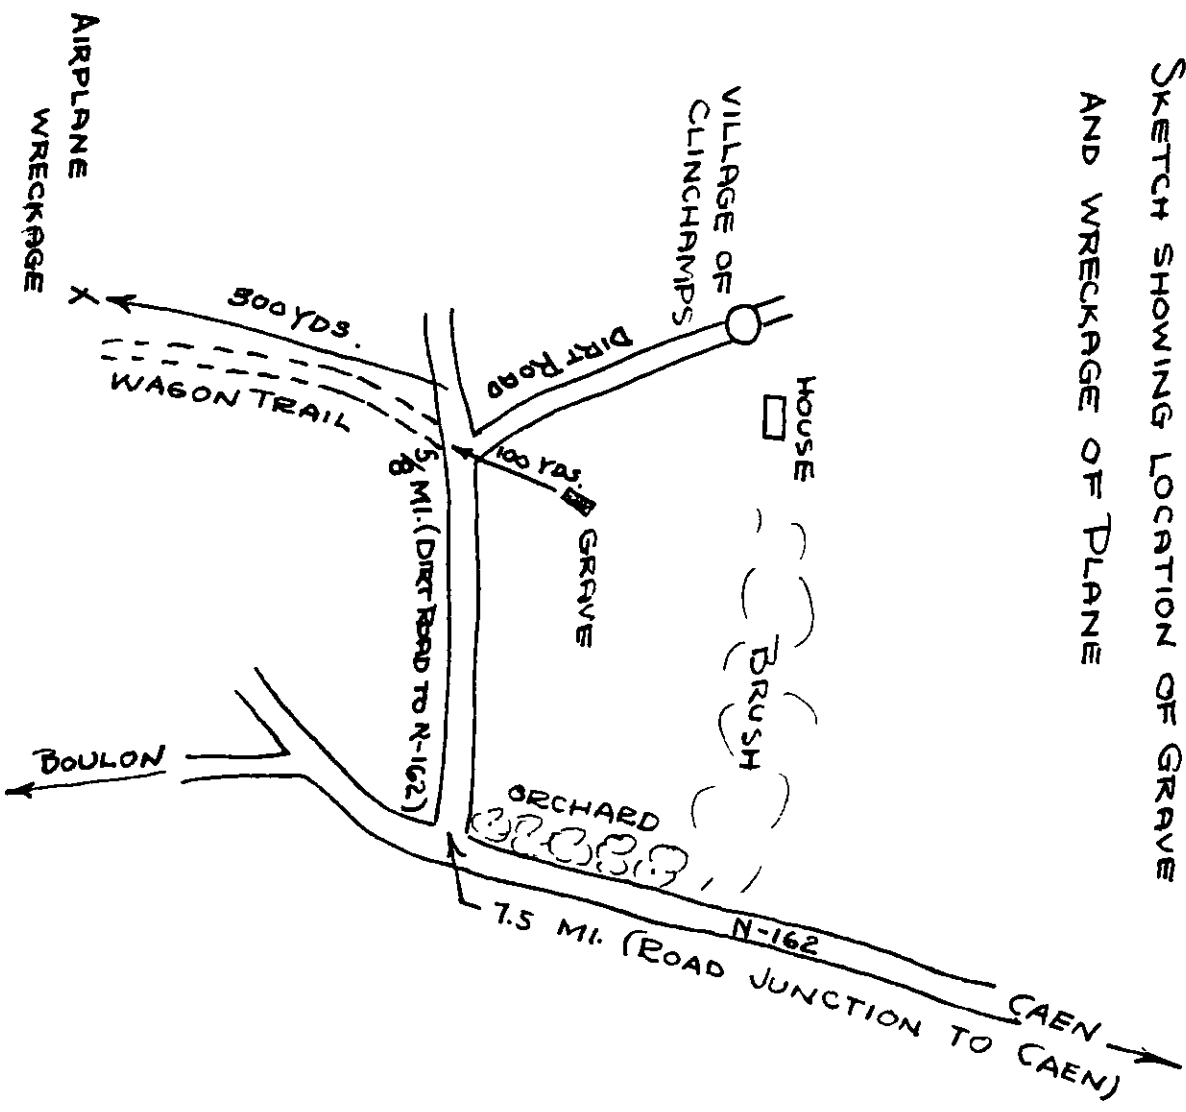 SKETCH SHOWING LOCATION OF GRAVE
AND WRECKAGE OF PLANE
VILLAGE OF
CLINCHAMPS
HOUSE
BRUSH
DIRT ROAD
100 YDS.
GRAVE
ORCHARD
N-162
CAEN
7.5 MI. (ROAD JUNCTION TO CAEN)
5/8 MI. (DIRT ROAD TO N-162)
300 YDS.
WAGON TRAIL
AIRPLANE
WRECKAGE
X
BOULON